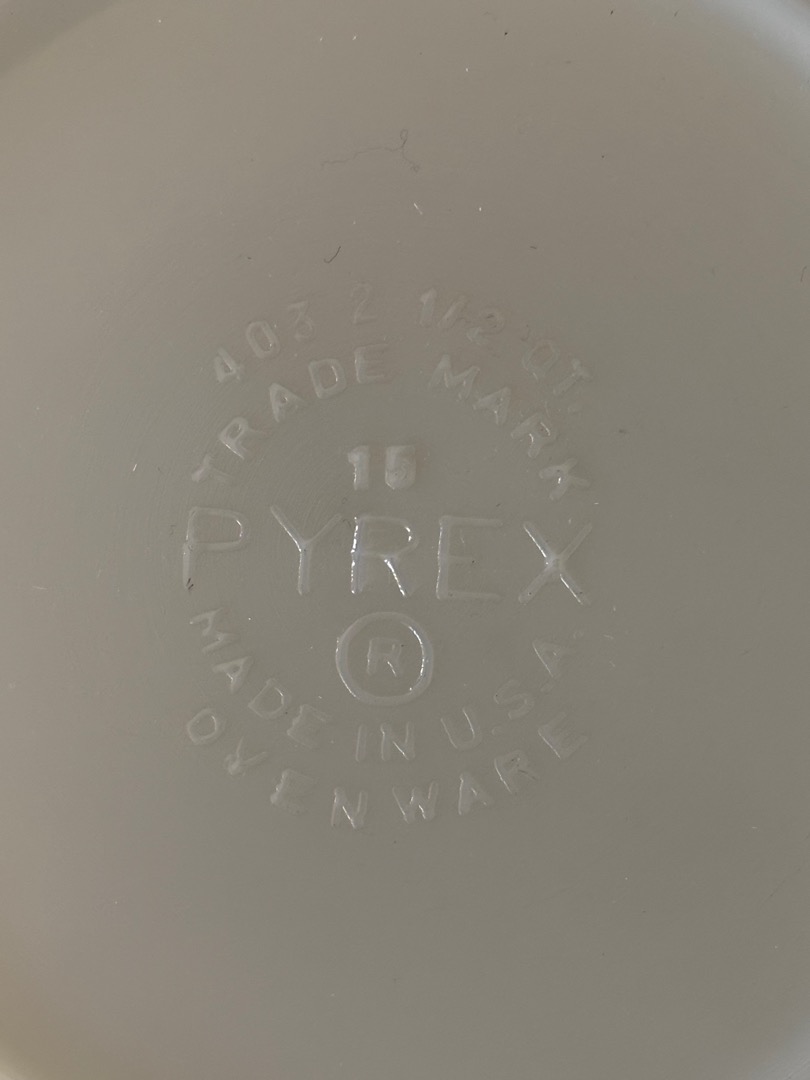 403 2 1/2 QT.
TRADE MARK
15
PYREX
®
MADE IN U.S.A
OVENWARE